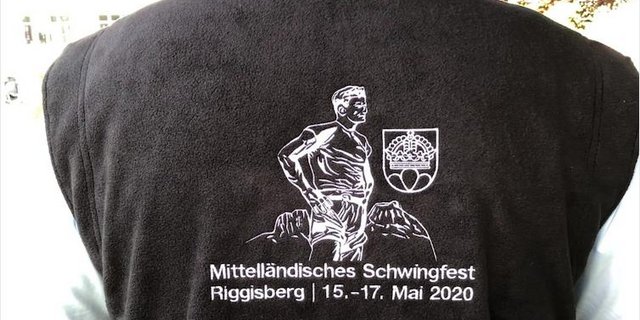 Mittelländisches Schwingfest
Riggisberg | 15.-17. Mai 2020